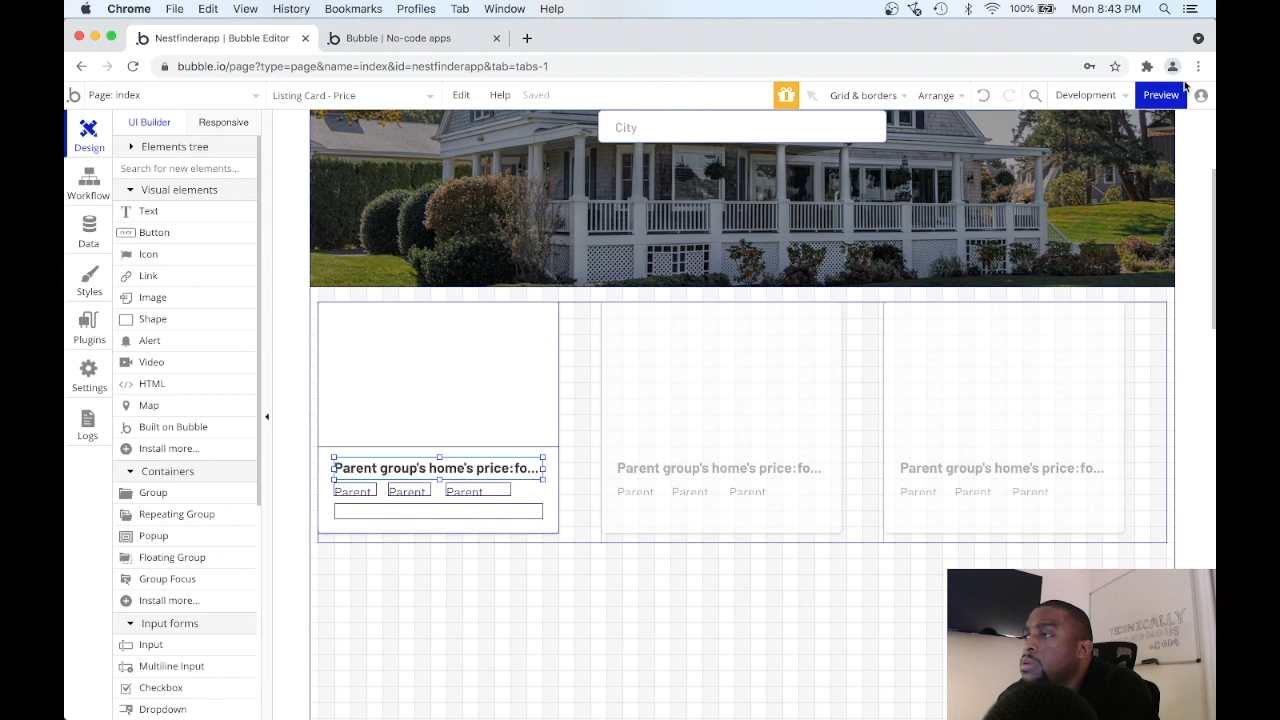 Chrome File Edit View History Bookmarks Profiles Tab Window Help 100% Mon 8:43 PM
Nestfinderapp | Bubble Editor Bubble | No-code apps
bubble.io/page?type=page&name=index&id=nestfinderapp&tab=tabs-1
Page: index Listing Card - Price Edit Help Saved Grid & borders Arrange Development Preview
UI Builder Responsive
Design
Elements tree
Search for new elements...
Workflow
Visual elements
Text
Button
CLICK
Data
Icon
Link
Styles
Image
Shape
Plugins
Alert
Video
Settings
HTML
Map
Logs
Built on Bubble
Install more...
Containers
Group
Repeating Group
Popup
Floating Group
Group Focus
Install more...
Input forms
Input
Multiline Input
Checkbox
Dropdown
City
Parent group's home's price:fo... Parent group's home's price:fo... Parent group's home's price:fo...
Parent Parent Parent Parent Parent Parent Parent Parent Parent
TECHNICALLY
.COM